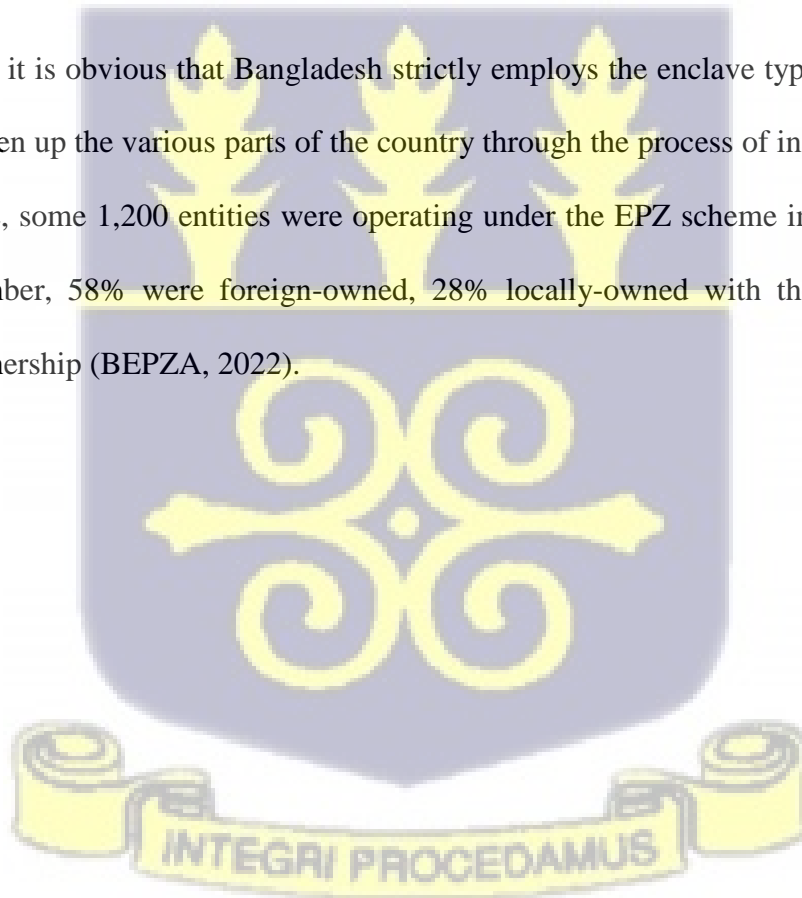 it is obvious that Bangladesh strictly employs the enclave typ
en up the various parts of the country through the process of in
, some 1,200 entities were operating under the EPZ scheme in
ber, 58% were foreign-owned, 28% locally-owned with th
nership (BEPZA, 2022).
INTEGRI PROCEDAMUS